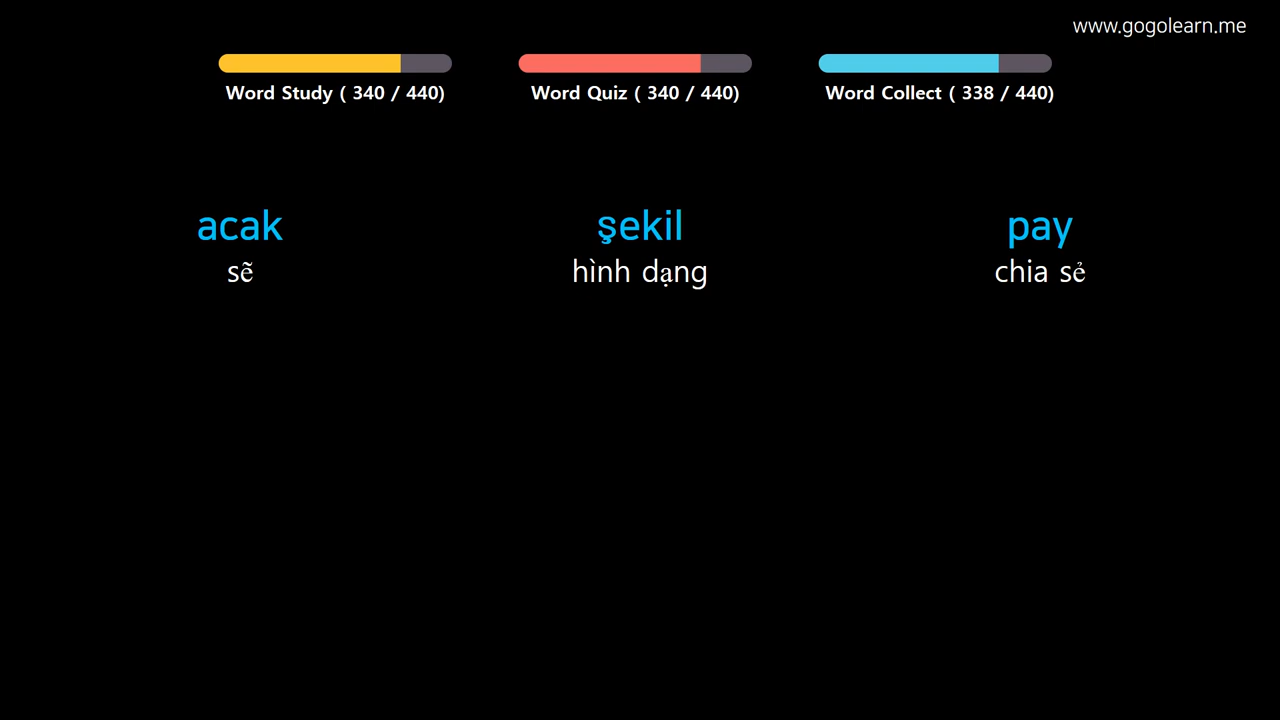 www.gogolearn.me
Word Study ( 340 / 440)
Word Quiz ( 340 / 440)
Word Collect ( 338 / 440)
acak
sẽ
şekil
hình dạng
pay
chia sẻ